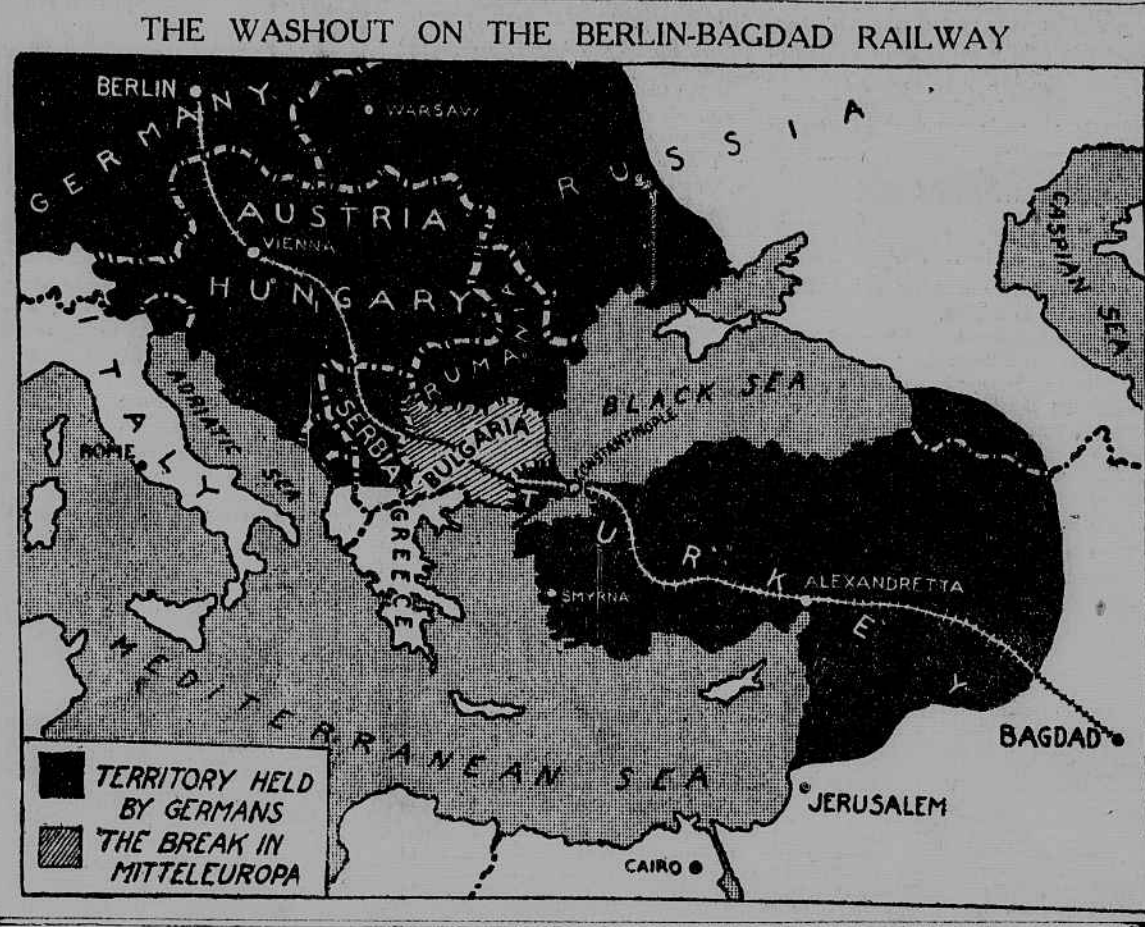 THE WASHOUT ON THE BERLIN-BAGDAD RAILWAY
BERLIN
GERMANY
WARSAW
RUSSIA
AUSTRIA
VIENNA
HUNGARY
CASPIAN
SEA
RUMANIA
ITALY
ADRIATIC SEA
ROME
SERBIA
BULGARIA
BLACK SEA
CONSTANTINOPLE
GREECE
TURKEY
SMYRNA
ALEXANDRETTA
MEDITERRANEAN SEA
BAGDAD
JERUSALEM
CAIRO
TERRITORY HELD
BY GERMANS
THE BREAK IN
MITTELEUROPA